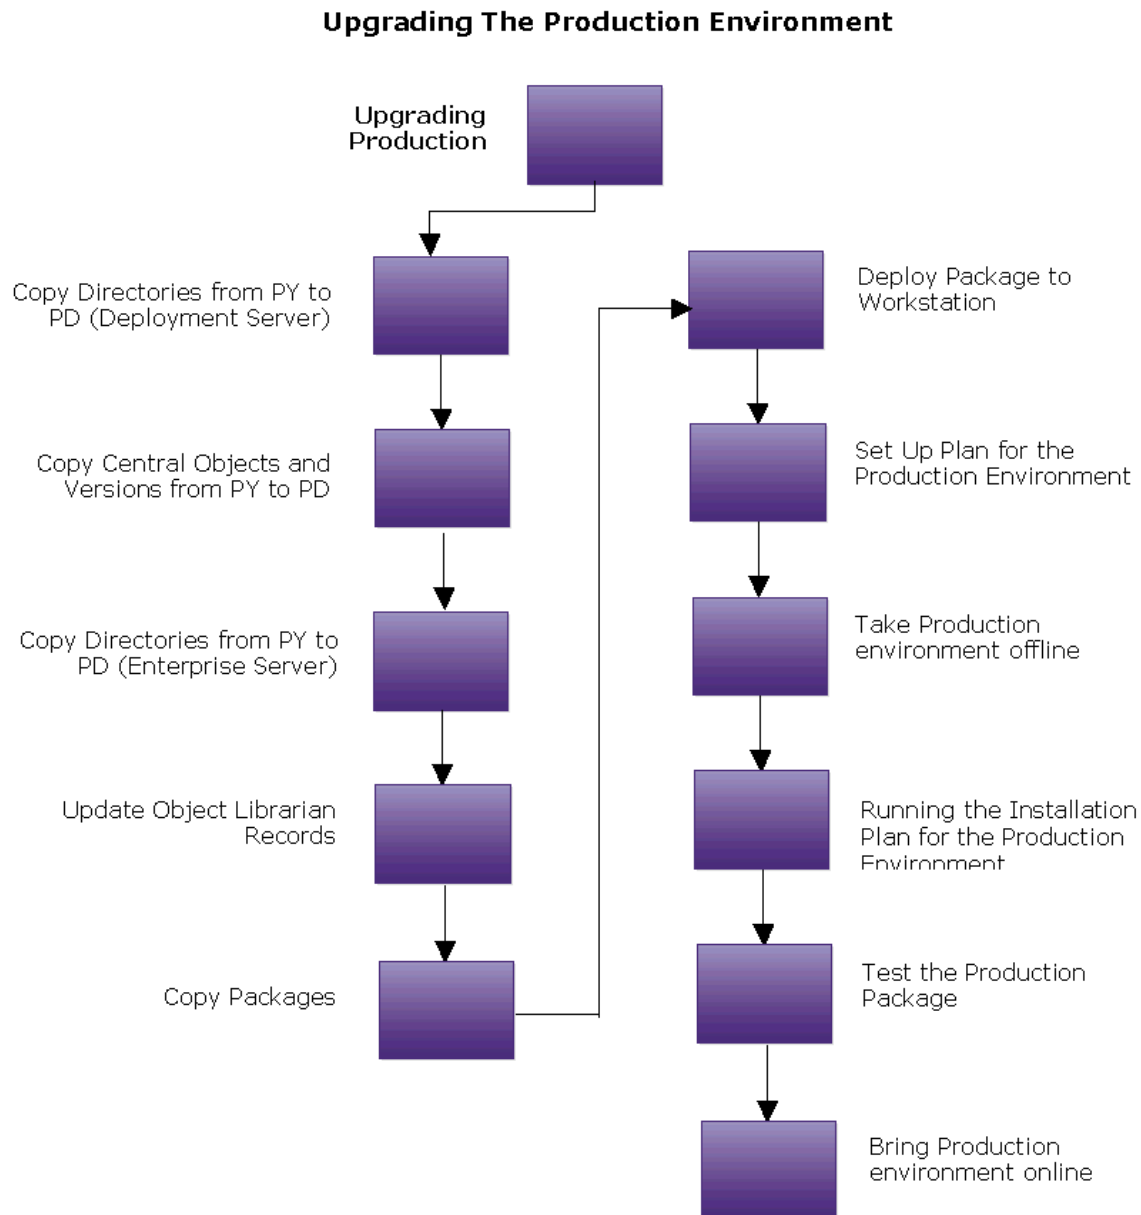 Upgrading The Production Environment
Upgrading
Production
Copy Directories from PY to
PD (Deployment Server)
Copy Central Objects and
Versions from PY to PD
Copy Directories from PY to
PD (Enterprise Server)
Update Object Librarian
Records
Copy Packages
Deploy Package to
Workstation
Set Up Plan for the
Production Environment
Take Production
environment offline
Running the Installation
Plan for the Production
Environment
Test the Production
Package
Bring Production
environment online